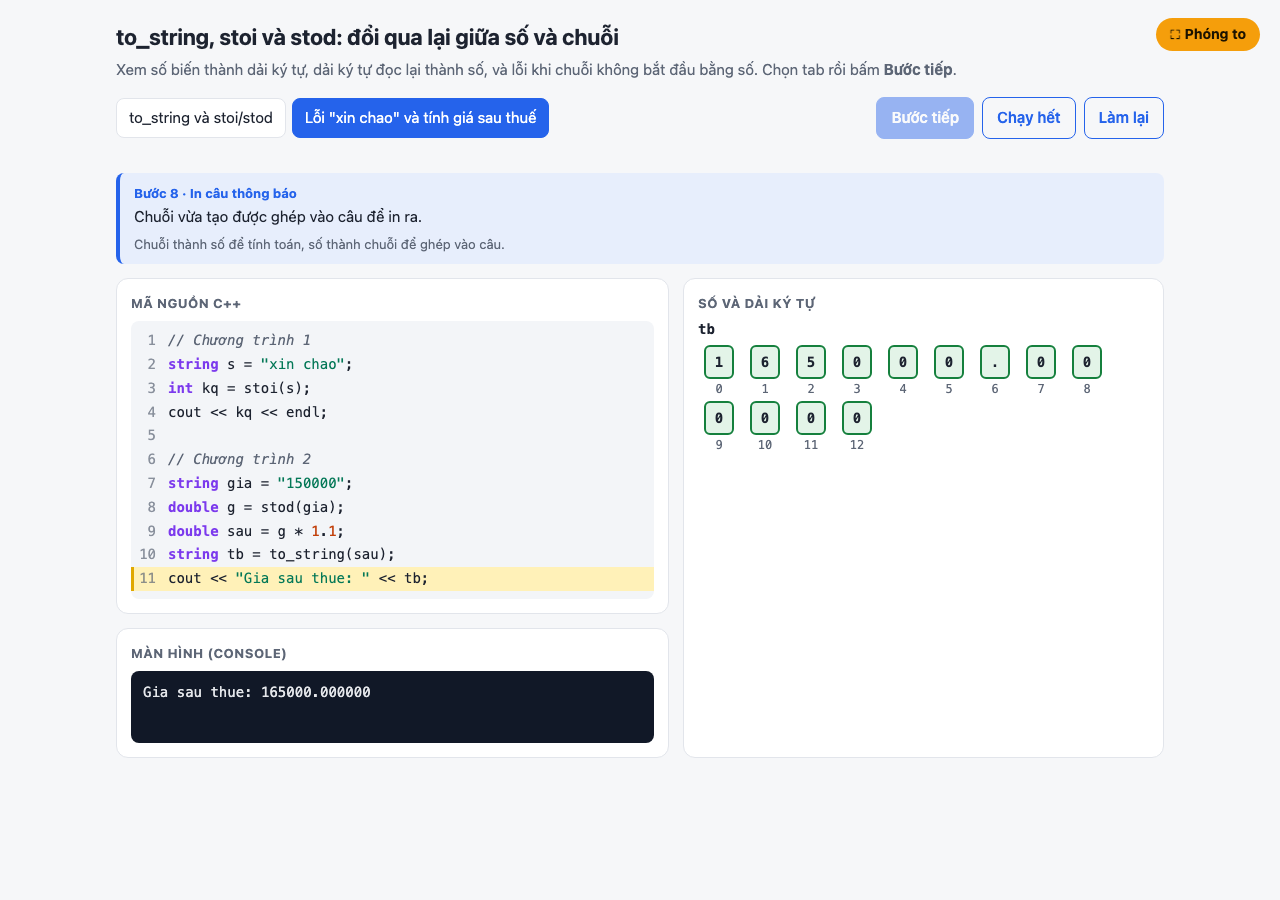 to_string, stoi và stod: đổi qua lại giữa số và chuỗi
⛶ Phóng to
Xem số biến thành dải ký tự, dải ký tự đọc lại thành số, và lỗi khi chuỗi không bắt đầu bằng số. Chọn tab rồi bấm Bước tiếp.
to_string và stoi/stod
Lỗi "xin chao" và tính giá sau thuế
Bước tiếp
Chạy hết
Làm lại
Bước 8 · In câu thông báo
Chuỗi vừa tạo được ghép vào câu để in ra.
Chuỗi thành số để tính toán, số thành chuỗi để ghép vào câu.
MÃ NGUỒN C++
1 // Chương trình 1
2 string s = "xin chao";
3 int kq = stoi(s);
4 cout << kq << endl;
5
6 // Chương trình 2
7 string gia = "150000";
8 double g = stod(gia);
9 double sau = g * 1.1;
10 string tb = to_string(sau);
11 cout << "Gia sau thue: " << tb;
MÀN HÌNH (CONSOLE)
Gia sau thue: 165000.000000
SỐ VÀ DẢI KÝ TỰ
tb
1 6 5 0 0 0 . 0 0
0 1 2 3 4 5 6 7 8
0 0 0 0
9 10 11 12